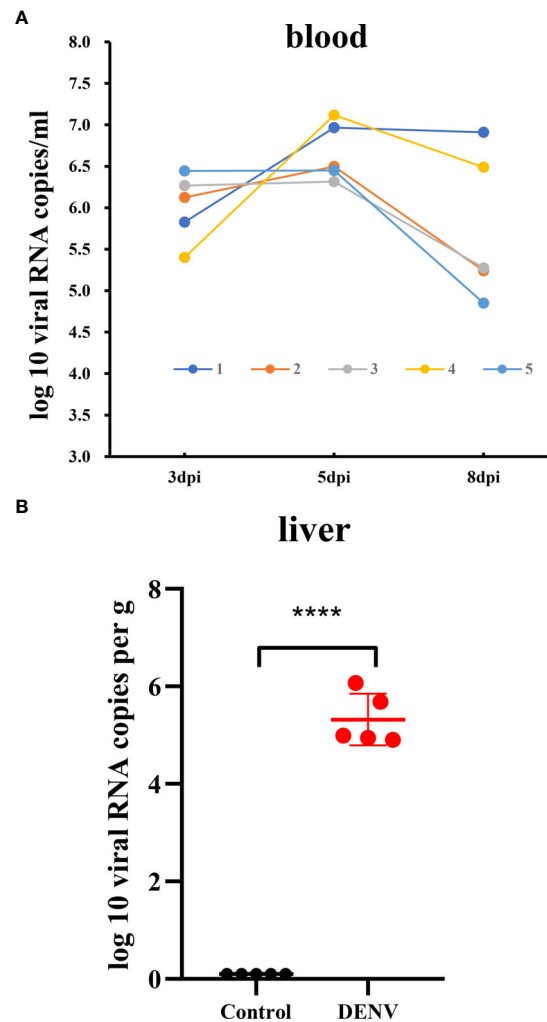 A
blood
log 10 viral RNA copies/ml
8.0
7.5
7.0
6.5
6.0
5.5
5.0
4.5
4.0
3.5
3.0
1 2 3 4 5
3dpi 5dpi 8dpi
B
liver
log 10 viral RNA copies per g
8
6
4
2
0
****
Control DENV